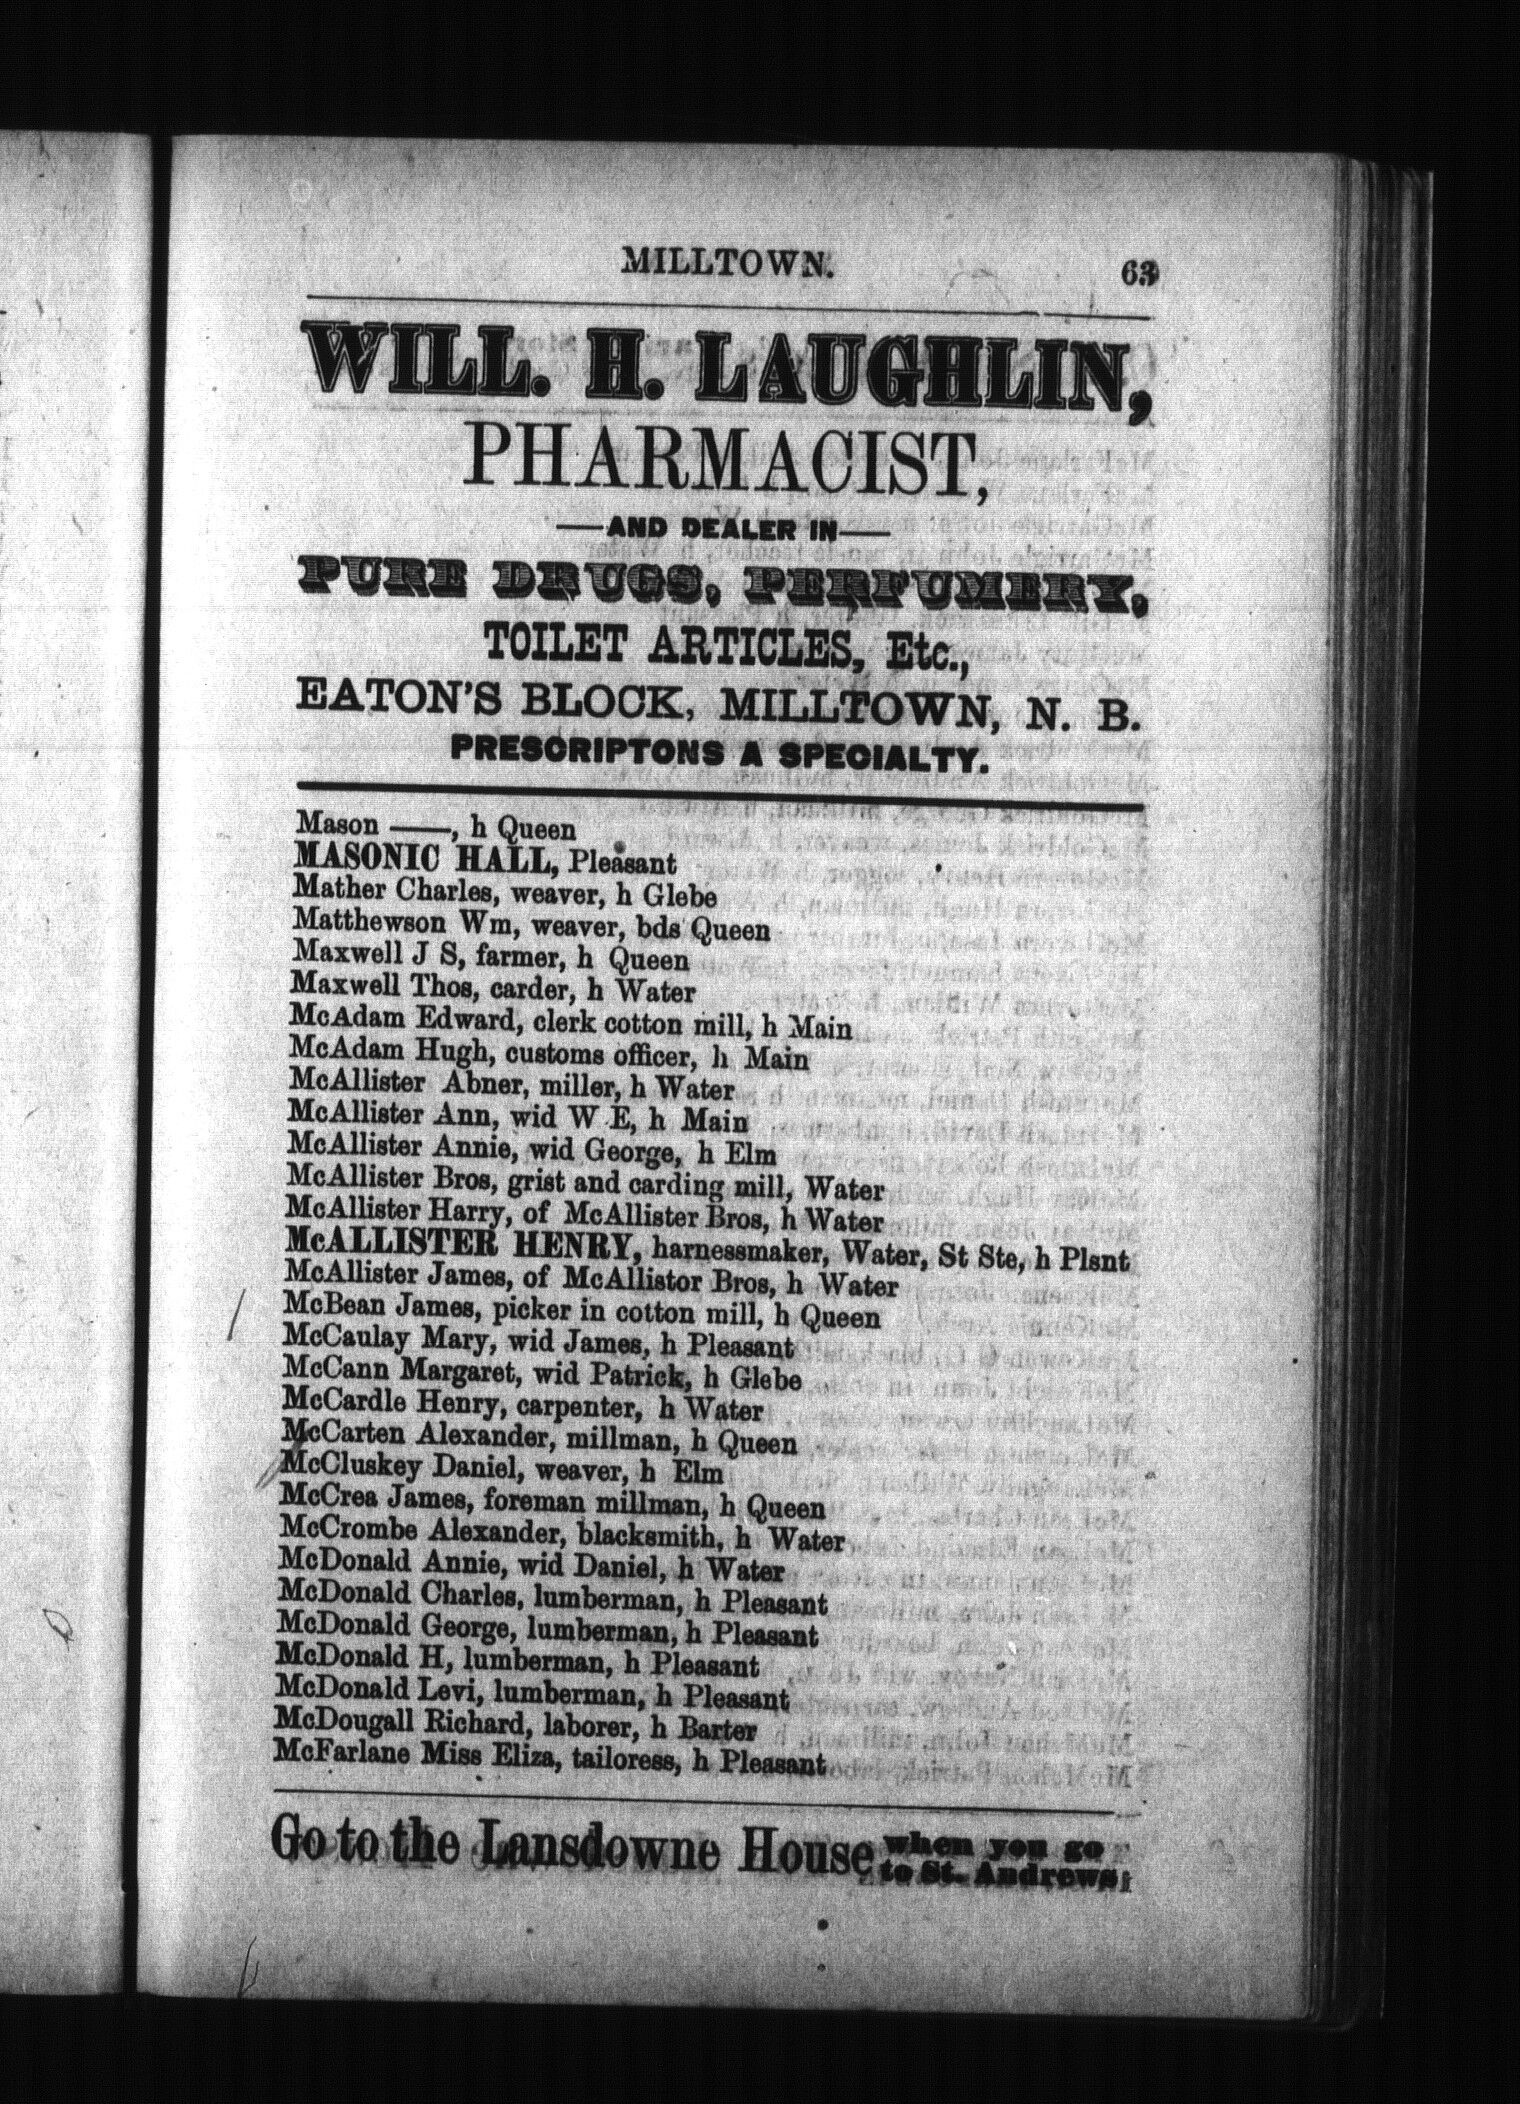 MILLTOWN. 63
WILL. H. LAUGHLIN,
PHARMACIST,
—AND DEALER IN—
PURE DRUGS, PERFUMERY,
TOILET ARTICLES, Etc.,
EATON'S BLOCK, MILLTOWN, N. B.
PRESCRIPTONS A SPECIALTY.
Mason ——, h Queen
MASONIC HALL, Pleasant
Mather Charles, weaver, h Glebe
Matthewson Wm, weaver, bds Queen
Maxwell J S, farmer, h Queen
Maxwell Thos, carder, h Water
McAdam Edward, clerk cotton mill, h Main
McAdam Hugh, customs officer, h Main
McAllister Abner, miller, h Water
McAllister Ann, wid W E, h Main
McAllister Annie, wid George, h Elm
McAllister Bros, grist and carding mill, Water
McAllister Harry, of McAllister Bros, h Water
McALLISTER HENRY, harnessmaker, Water, St Ste, h Plsnt
McAllister James, of McAllistor Bros, h Water
McBean James, picker in cotton mill, h Queen
McCaulay Mary, wid James, h Pleasant
McCann Margaret, wid Patrick, h Glebe
McCardle Henry, carpenter, h Water
McCarten Alexander, millman, h Queen
McCluskey Daniel, weaver, h Elm
McCrea James, foreman millman, h Queen
McCrombe Alexander, blacksmith, h Water
McDonald Annie, wid Daniel, h Water
McDonald Charles, lumberman, h Pleasant
McDonald George, lumberman, h Pleasant
McDonald H, lumberman, h Pleasant
McDonald Levi, lumberman, h Pleasant
McDougall Richard, laborer, h Barter
McFarlane Miss Eliza, tailoress, h Pleasant
Go to the Lansdowne House when you go
to St. Andrews.